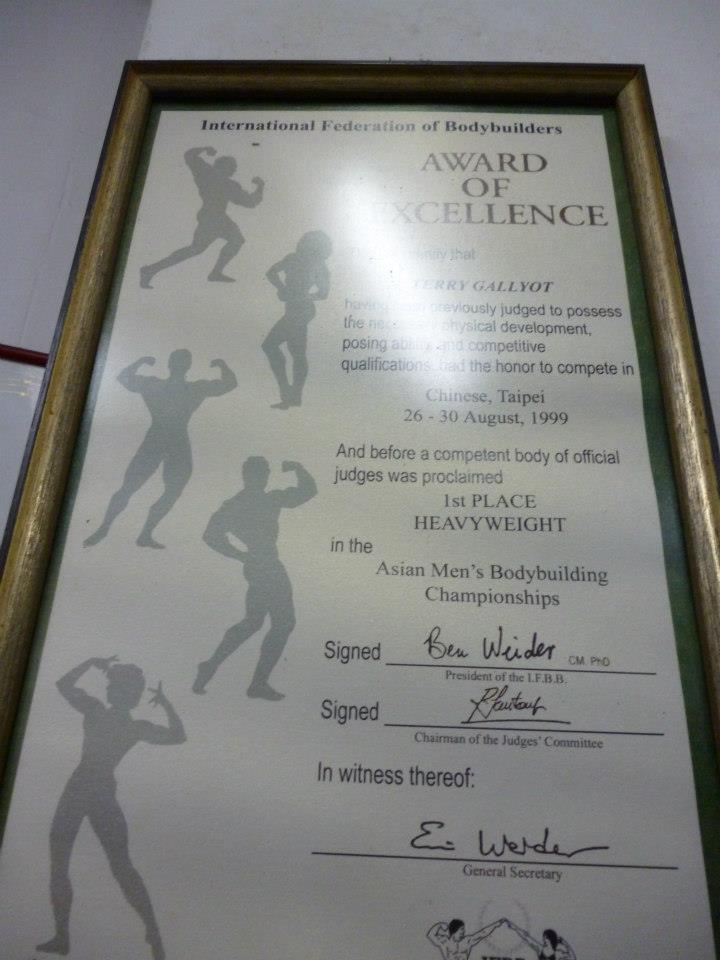 International Federation of Bodybuilders
AWARD
OF
EXCELLENCE
that
TERRY GALLYOT
having been previously judged to possess
the necessary physical development,
posing ability and competitive
qualifications had the honor to compete in
Chinese, Taipei
26 - 30 August, 1999
And before a competent body of official
judges was proclaimed
1st PLACE
HEAVYWEIGHT
in the
Asian Men's Bodybuilding
Championships
Signed Ben Weider CM. PhD
President of the I.F.B.B.
Signed
Chairman of the Judges' Committee
In witness thereof:
Weider
General Secretary